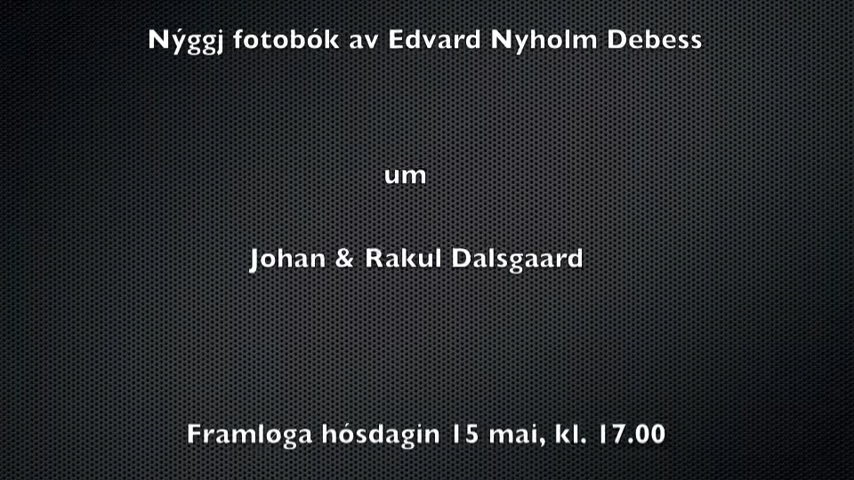 Nýggj fotobók av Edvard Nyholm Debess
um
Johan & Rakul Dalsgaard
Framløga hósdagin 15 mai, kl. 17.00